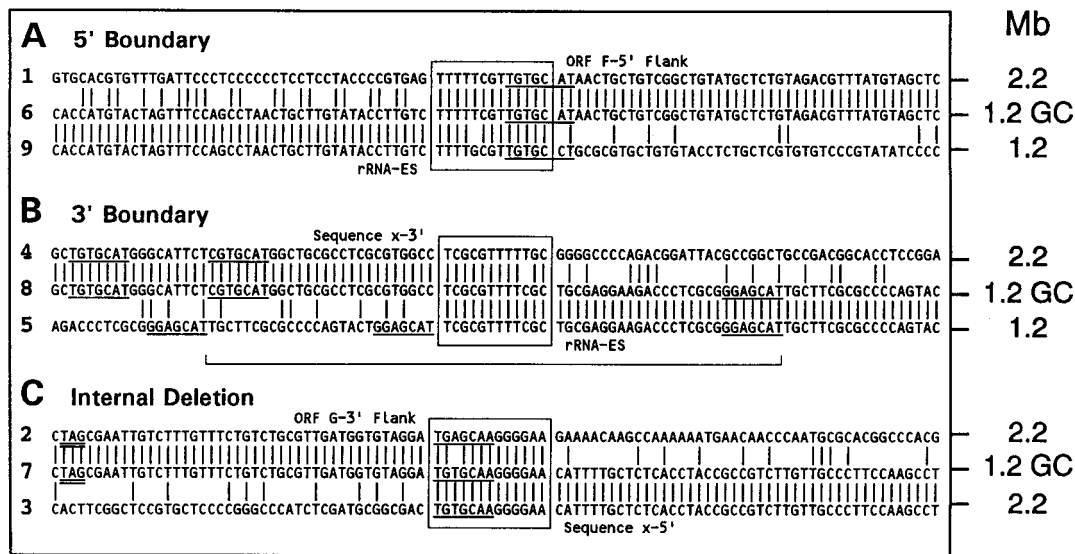 Mb
A 5' Boundary
ORF F-5' Flank
1 GTGCACGTGTTTGATTCCCTCCCCCCTCCTCCTACCCCGTGAG TTTTTCGTTGTGC ATAACTGCTGTCGGCTGTATGCTCTGTAGACGTTTATGTAGCTC 2.2
6 CACCATGTACTAGTTTCCAGCCTAACTGCTTGTATACCTTGTC TTTTTCGTTGTGC ATAACTGCTGTCGGCTGTATGCTCTGTAGACGTTTATGTAGCTC 1.2 GC
9 CACCATGTACTAGTTTCCAGCCTAACTGCTTGTATACCTTGTC TTTTGCGTTGTGC CTGCGCGTGCTGTGTACCTCTGCTCGTGTGTCCCGTATATCCCC 1.2
rRNA-ES
B 3' Boundary
Sequence x-3'
4 GCTGTGCATGGGCATTCTCGTGCATGGCTGCGCCTCGCGTGGCC TCGCGTTTTTGC GGGGCCCCAGACGGATTACGCCGGCTGCCGACGGCACCTCCGGA 2.2
8 GCTGTGCATGGGCATTCTCGTGCATGGCTGCGCCTCGCGTGGCC TCGCGTTTTCGC TGCGAGGAAGACCCTCGCGGGAGCATTGCTTCGCGCCCCAGTAC 1.2 GC
5 AGACCCTCGCGGGAGCATTGCTTCGCGCCCCAGTACTGGAGCAT TCGCGTTTTCGC TGCGAGGAAGACCCTCGCGGGAGCATTGCTTCGCGCCCCAGTAC 1.2
rRNA-ES
C Internal Deletion
ORF G-3' Flank
2 CTAGCGAATTGTCTTTGTTTCTGTCTGCGTTGATGGTGTAGGA TGAGCAAGGGGAA GAAAACAAGCCAAAAAATGAACAACCCAATGCGCACGGCCCACG 2.2
7 CTAGCGAATTGTCTTTGTTTCTGTCTGCGTTGATGGTGTAGGA TGTGCAAGGGGAA CATTTTGCTCTCACCTACCGCCGTCTTGTTGCCCTTCCAAGCCT 1.2 GC
3 CACTTCGGCTCCGTGCTCCCCGGGCCCATCTCGATGCGGCGAC TGTGCAAGGGGAA CATTTTGCTCTCACCTACCGCCGTCTTGTTGCCCTTCCAAGCCT 2.2
Sequence x-5'